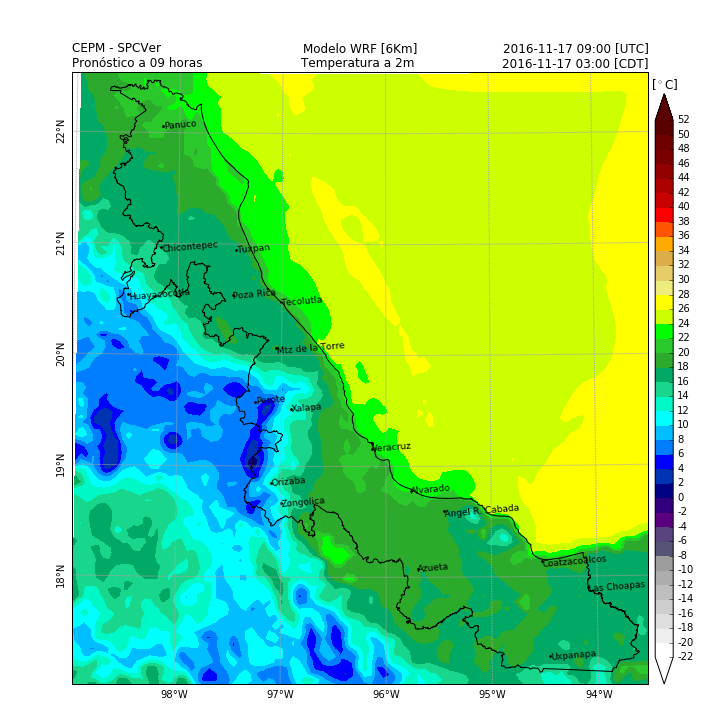 CEPM - SPCVer Modelo WRF [6Km] 2016-11-17 09:00 [UTC]
Pronóstico a 09 horas Temperatura a 2m 2016-11-17 03:00 [CDT]
[°C]
52
50
48
46
44
42
40
38
36
34
32
30
28
26
24
22
20
18
16
14
12
10
8
6
4
2
0
-2
-4
-6
-8
-10
-12
-14
-16
-18
-20
-22
22°N
21°N
20°N
19°N
18°N
Panuco
Chicontepec
Tuxpan
Huayacocotla
Poza Rica
Tecolutla
Mtz de la Torre
Perote
Xalapa
Veracruz
Orizaba
Alvarado
Zongolica
Angel R. Cabada
Azueta
Coatzacoalcos
Las Choapas
Uxpanapa
98°W 97°W 96°W 95°W 94°W